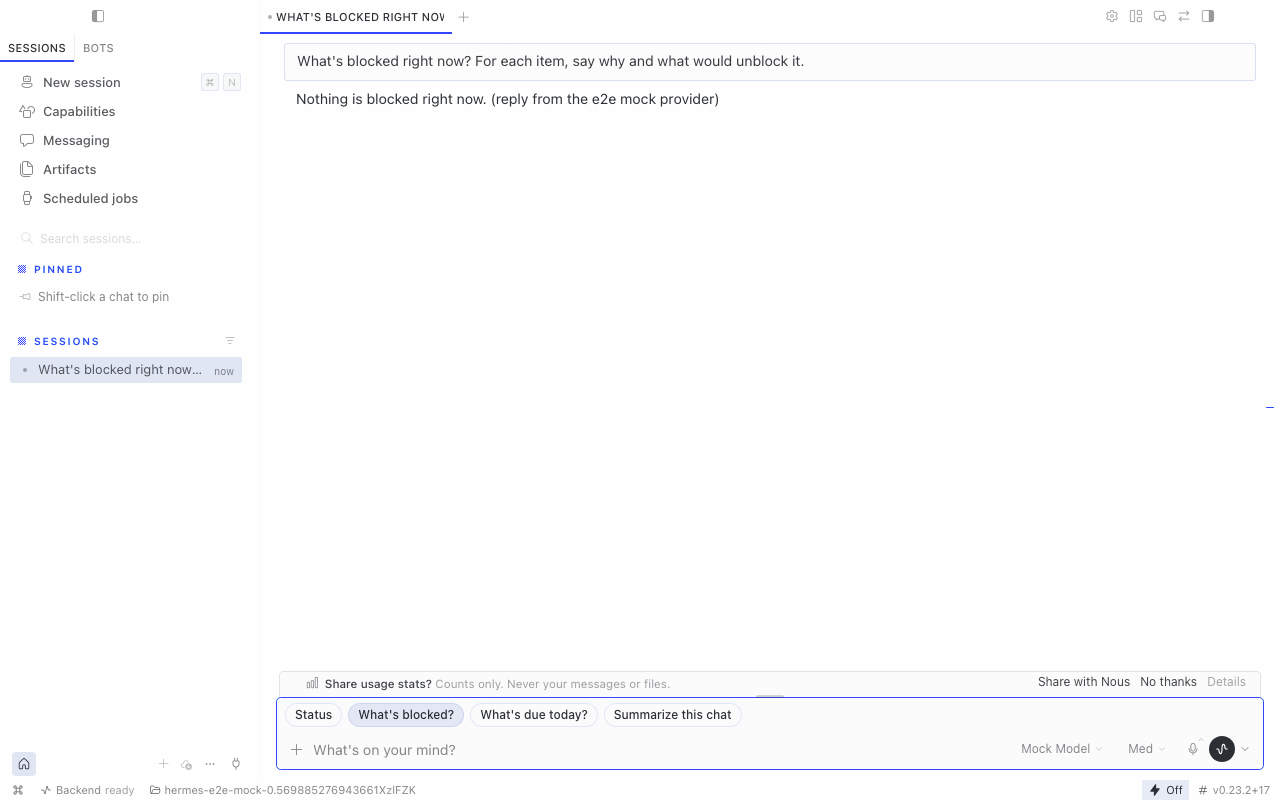 WHAT'S BLOCKED RIGHT NOW
SESSIONS
BOTS
New session
⌘ N
Capabilities
Messaging
Artifacts
Scheduled jobs
Search sessions...
PINNED
Shift-click a chat to pin
SESSIONS
What's blocked right now...
now
What's blocked right now? For each item, say why and what would unblock it.
Nothing is blocked right now. (reply from the e2e mock provider)
Share usage stats? Counts only. Never your messages or files.
Share with Nous
No thanks
Details
Status
What's blocked?
What's due today?
Summarize this chat
What's on your mind?
Mock Model
Med
⌘
Backend ready
hermes-e2e-mock-0.569885276943661XzIFZK
Off
# v0.23.2+17